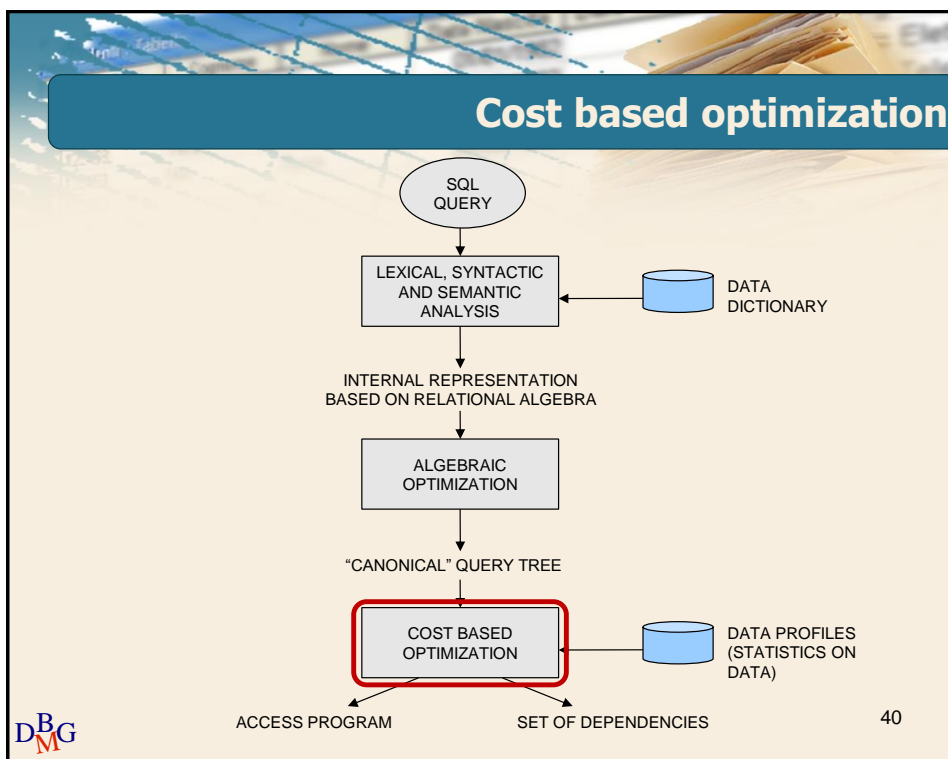 Cost based optimization
SQL
QUERY
LEXICAL, SYNTACTIC
AND SEMANTIC
ANALYSIS
DATA
DICTIONARY
INTERNAL REPRESENTATION
BASED ON RELATIONAL ALGEBRA
ALGEBRAIC
OPTIMIZATION
“CANONICAL” QUERY TREE
COST BASED
OPTIMIZATION
DATA PROFILES
(STATISTICS ON
DATA)
ACCESS PROGRAM
SET OF DEPENDENCIES
DBMG
40